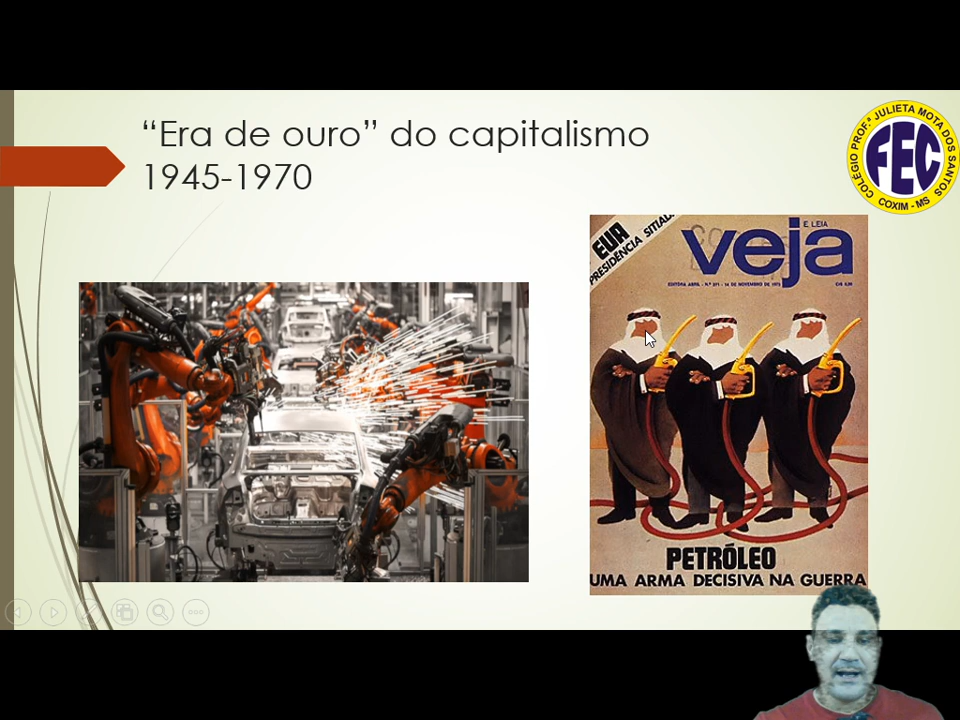 “Era de ouro” do capitalismo
1945-1970
COLÉGIO PROF.ª JULIETA MOTA DOS SANTOS
FEC
COXIM - MS
EUA
PRESIDÊNCIA SITIADA
E LEIA
veja
PETRÓLEO
UMA ARMA DECISIVA NA GUERRA